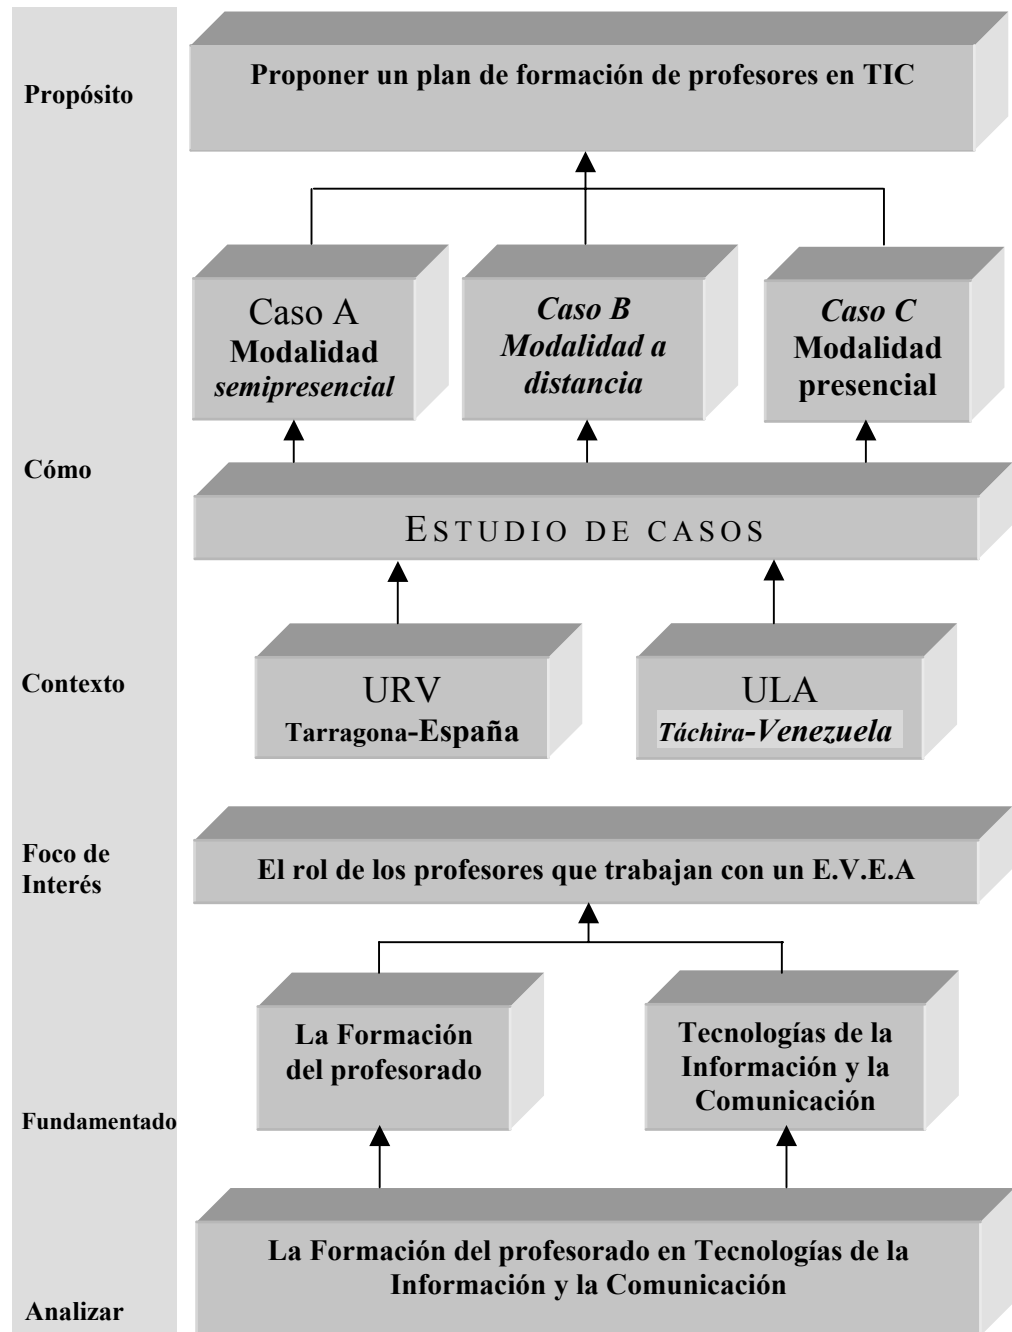 Propósito
Proponer un plan de formación de profesores en TIC
Caso A
Modalidad
semipresencial
Caso B
Modalidad a
distancia
Caso C
Modalidad
presencial
Cómo
ESTUDIO DE CASOS
Contexto
URV
Tarragona-España
ULA
Táchira-Venezuela
Foco de
Interés
El rol de los profesores que trabajan con un E.V.E.A
Fundamentado
La Formación
del profesorado
Tecnologías de la
Información y la
Comunicación
Analizar
La Formación del profesorado en Tecnologías de la
Información y la Comunicación